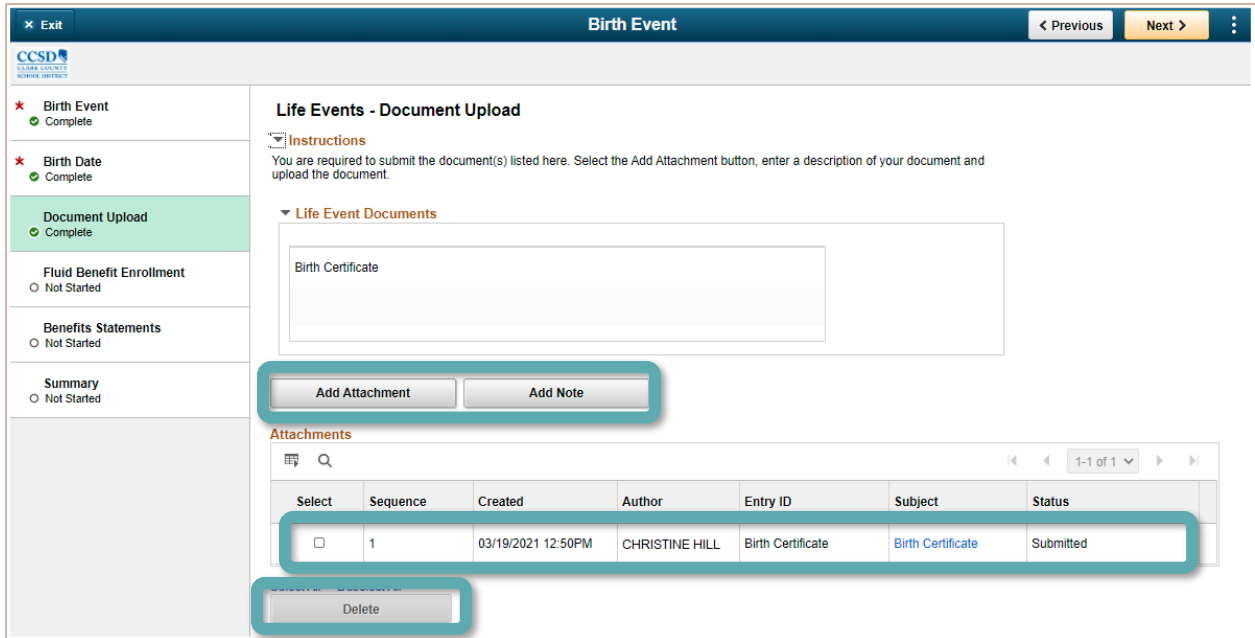 × Exit
Birth Event
Previous
Next
CCSD
CLARK COUNTY
SCHOOL DISTRICT
* Birth Event
Complete
* Birth Date
Complete
Document Upload
Complete
Fluid Benefit Enrollment
Not Started
Benefits Statements
Not Started
Summary
Not Started
Life Events - Document Upload
Instructions
You are required to submit the document(s) listed here. Select the Add Attachment button, enter a description of your document and
upload the document.
Life Event Documents
Birth Certificate
Add Attachment Add Note
Attachments
1-1 of 1
Select Sequence Created Author Entry ID Subject Status
1 03/19/2021 12:50PM CHRISTINE HILL Birth Certificate Birth Certificate Submitted
Delete